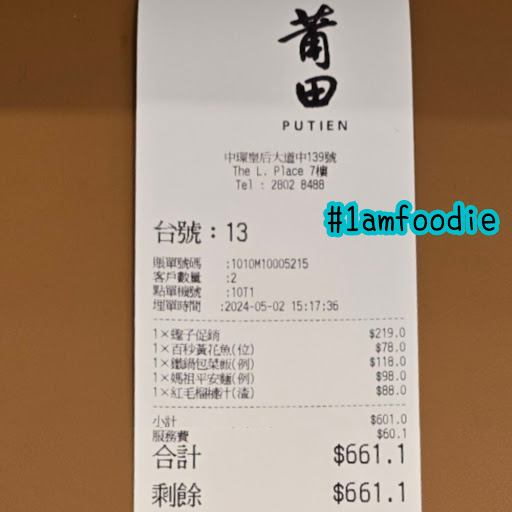 莆田
PUTIEN
中環皇后大道中139號
The L. Place 7樓
Tel : 2802 8488
#1amfoodie
台號：13
賬單號碼 :1010M10005215
客戶數量 :2
點單機號 :10T1
埋單時間 :2024-05-02 15:17:36
1×蟶子促銷 $219.0
1×百秒黃花魚(位) $78.0
1×鐵鍋包菜飯(例) $118.0
1×媽祖平安麵(例) $98.0
1×紅毛榴槤汁(渣) $88.0
小計 $601.0
服務費 $60.1
合計 $661.1
剩餘 $661.1